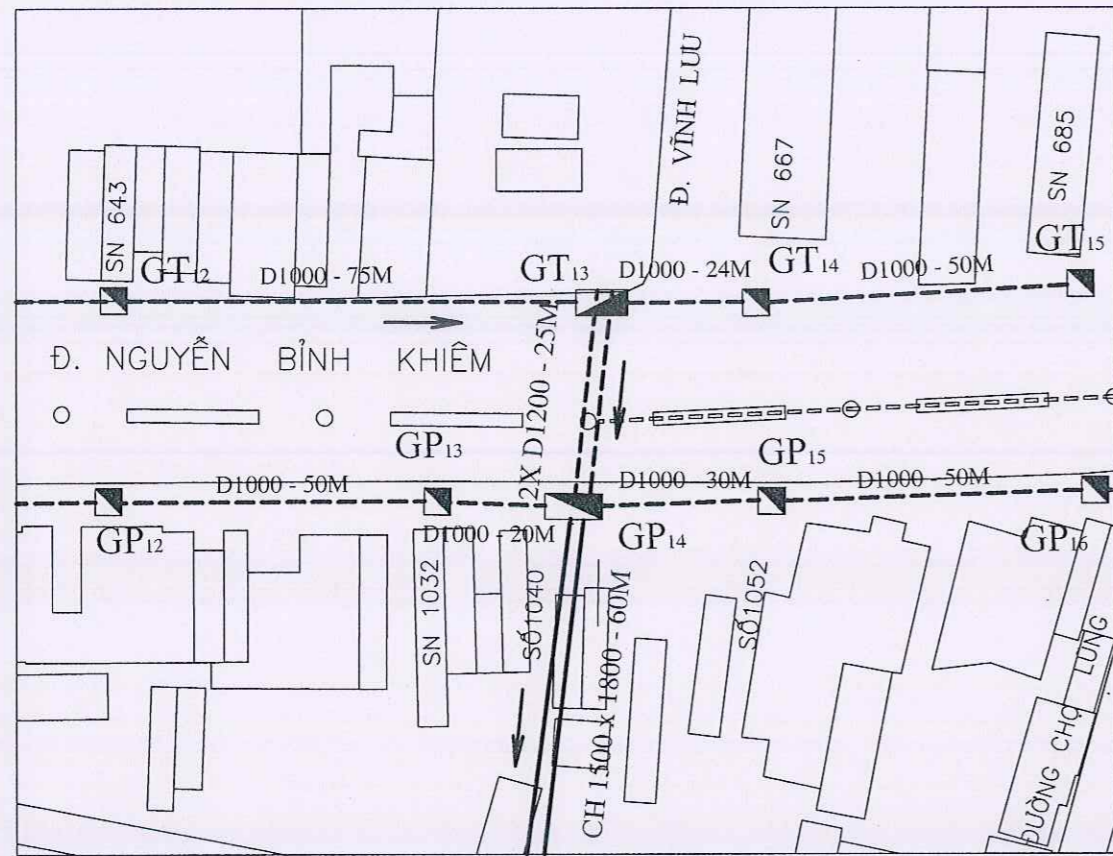 Đ. VĨNH LƯU
SN 643
SN 667
SN 685
GT12
D1000 - 75M
GT13
D1000 - 24M
GT14
D1000 - 50M
GT15
Đ. NGUYỄN BỈNH KHIÊM
2X D1200 - 25M
GP13
GP15
D1000 - 50M
D1000 - 30M
D1000 - 50M
GP12
D1000 - 20M
GP14
GP16
SN 1032
SỐ1040
CH 1500 x 1800 - 60M
SỐ1052
ĐƯỜNG CHỢ LŨNG